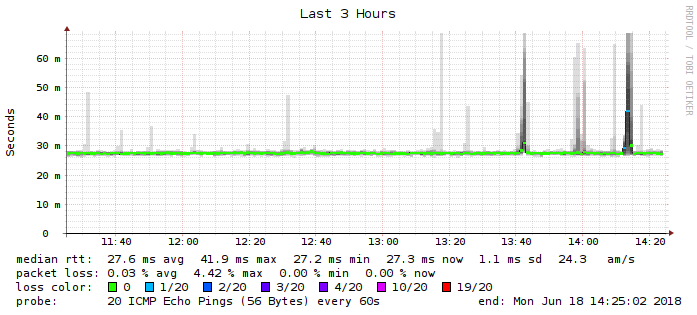 Last 3 Hours
RRDTOOL / TOBI OETIKER
Seconds
60 m
50 m
40 m
30 m
20 m
10 m
0
11:40 12:00 12:20 12:40 13:00 13:20 13:40 14:00 14:20
median rtt: 27.6 ms avg 41.9 ms max 27.2 ms min 27.3 ms now 1.1 ms sd 24.3 am/s
packet loss: 0.03 % avg 4.42 % max 0.00 % min 0.00 % now
loss color: 0 1/20 2/20 3/20 4/20 10/20 19/20
probe: 20 ICMP Echo Pings (56 Bytes) every 60s end: Mon Jun 18 14:25:02 2018